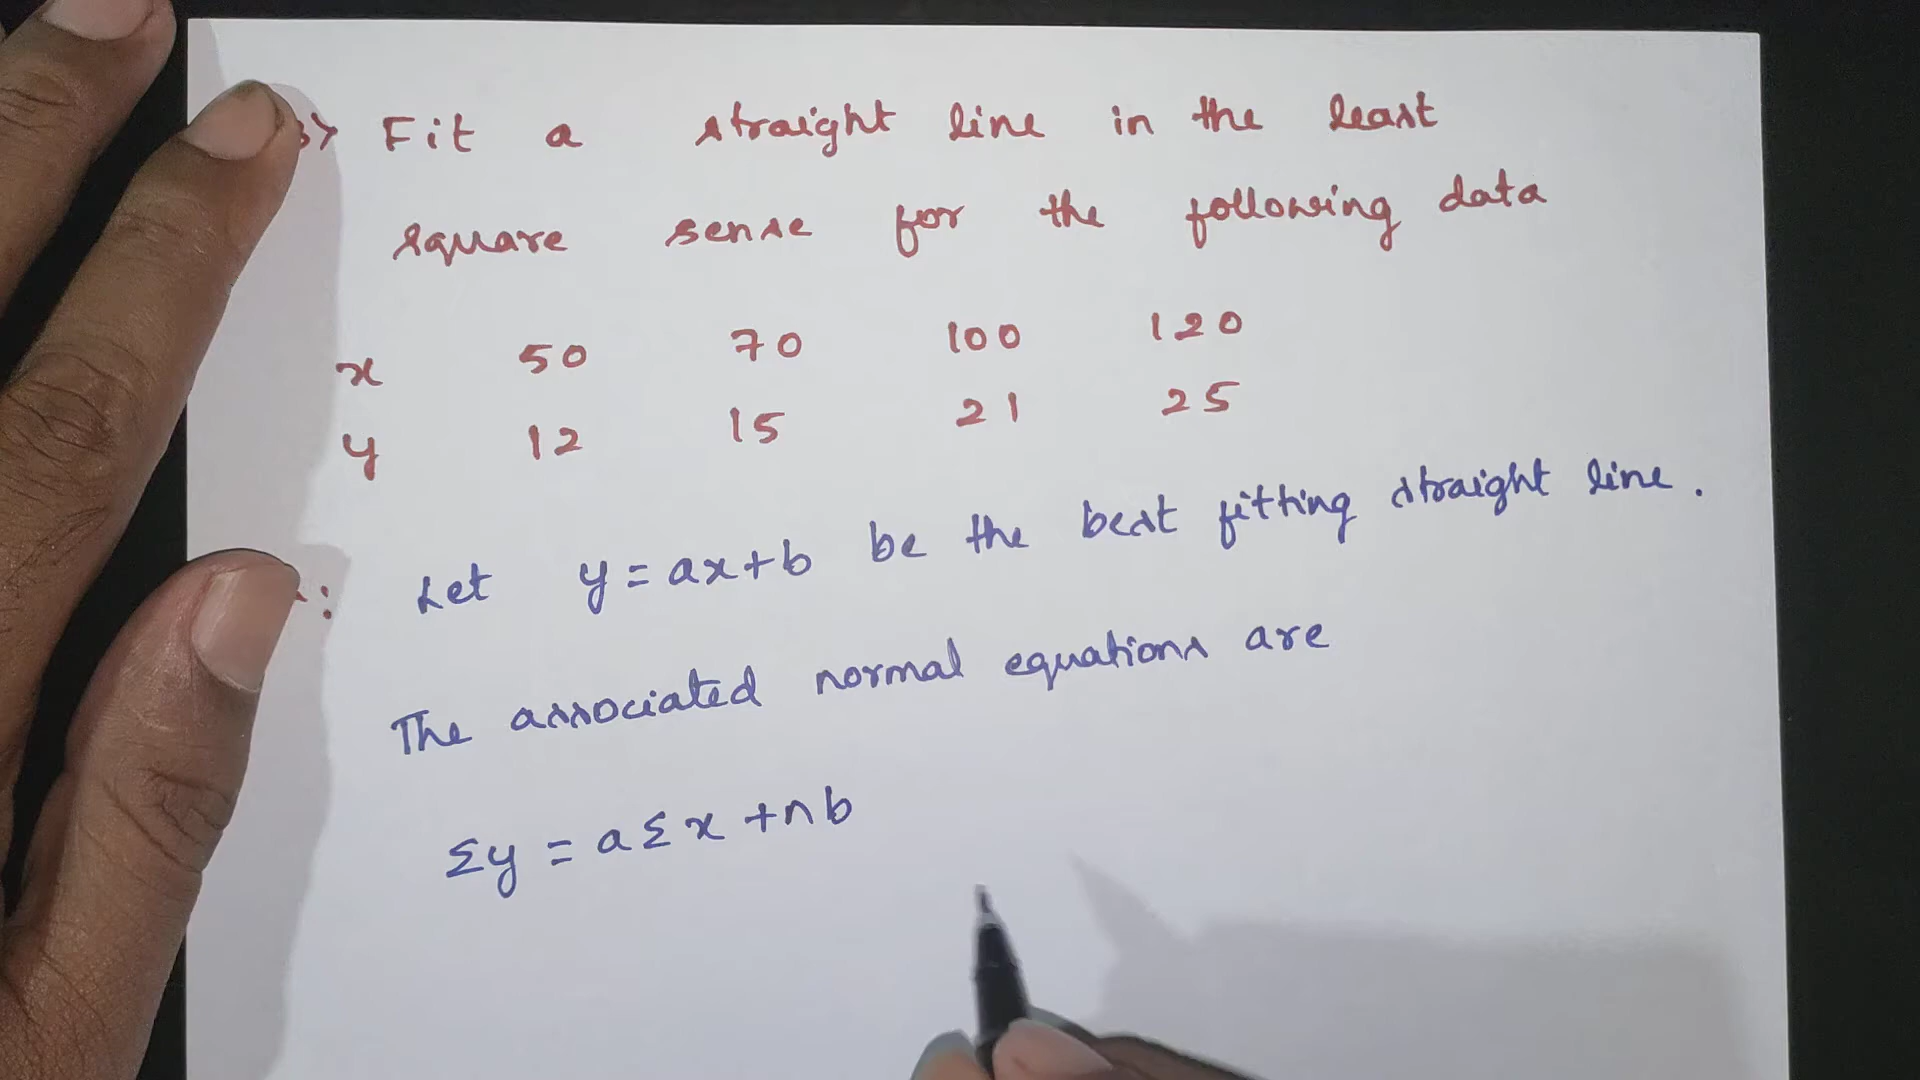 Fit a straight line in the least
square sense for the following data
x 50 70 100 120
y 12 15 21 25
: Let y = ax + b be the best fitting straight line.
The associated normal equations are
Σy = aΣx + nb